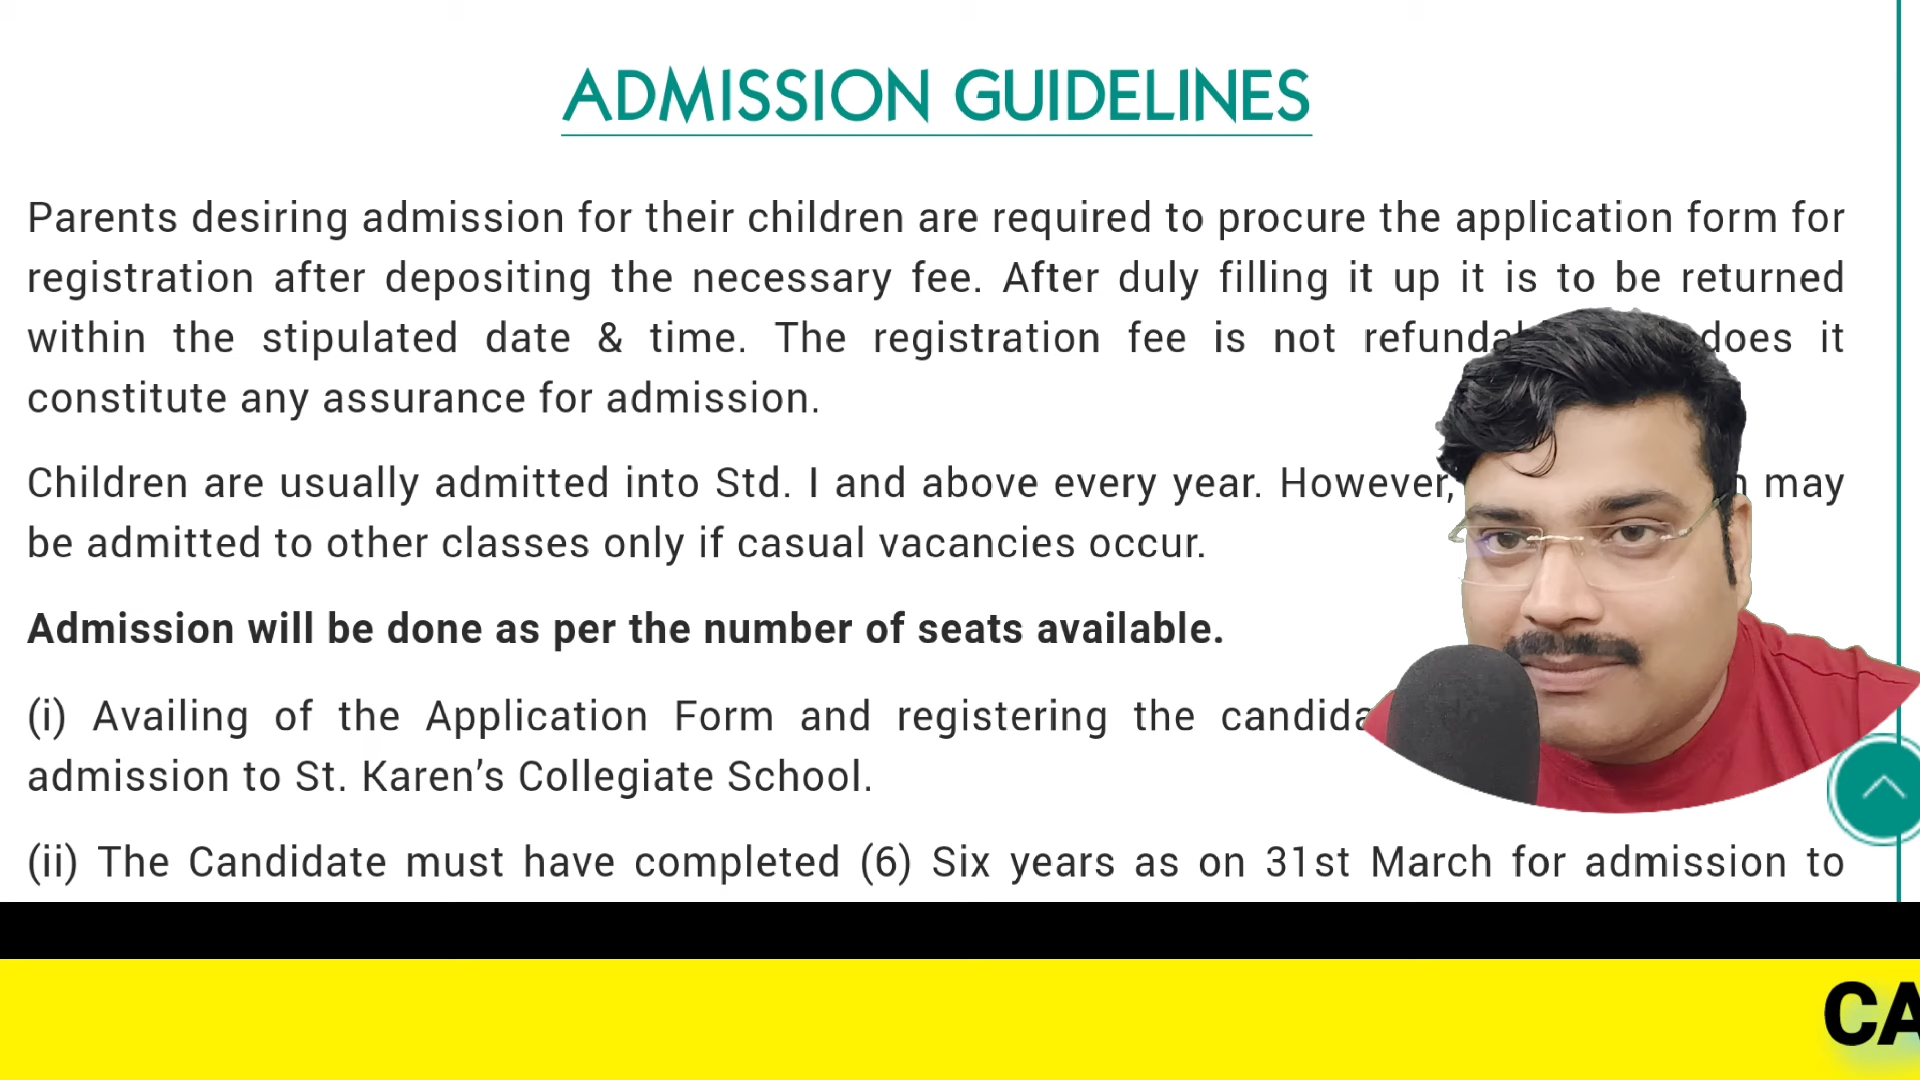 ADMISSION GUIDELINES
Parents desiring admission for their children are required to procure the application form for
registration after depositing the necessary fee. After duly filling it up it is to be returned
within the stipulated date & time. The registration fee is not does it
constitute any assurance for admission.
Children are usually admitted into Std. I and above every year. However, may
be admitted to other classes only if casual vacancies occur.
Admission will be done as per the number of seats available.
(i) Availing of the Application Form and registering the
admission to St. Karen's Collegiate School.
(ii) The Candidate must have completed (6) Six years as on 31st March for admission to
CA